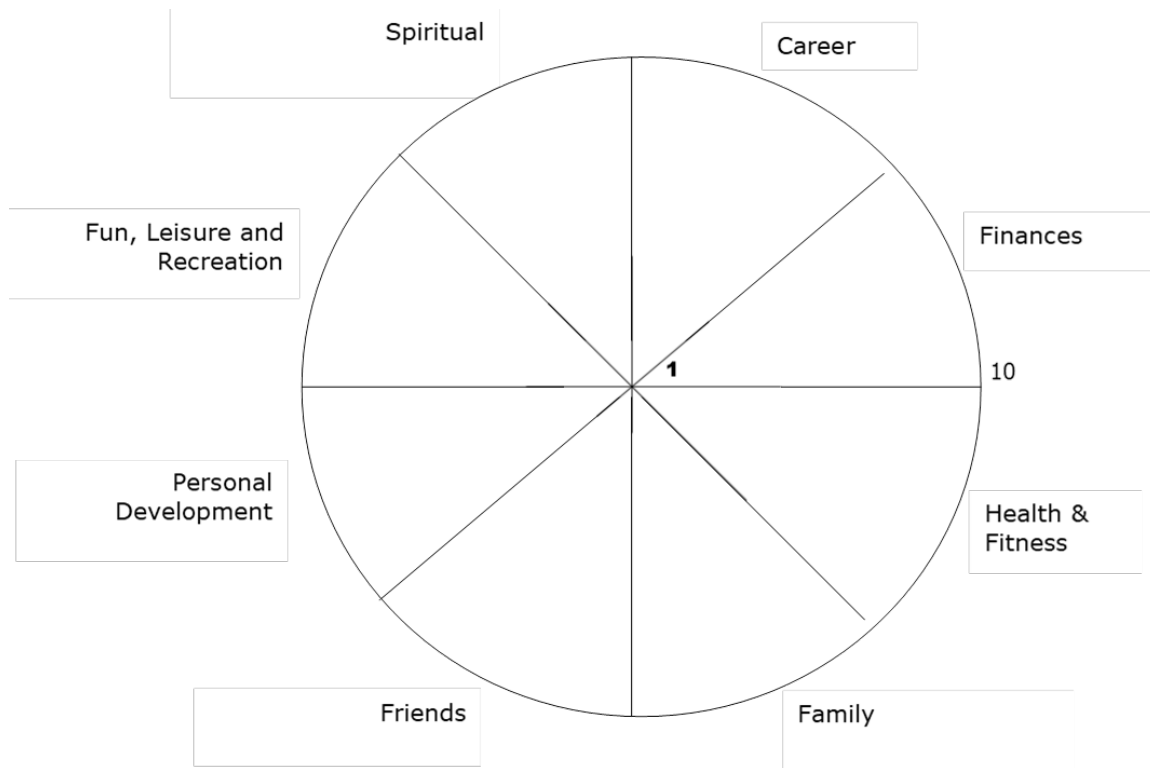 Spiritual
Career
Fun, Leisure and
Recreation
Finances
1
10
Personal
Development
Health &
Fitness
Friends
Family